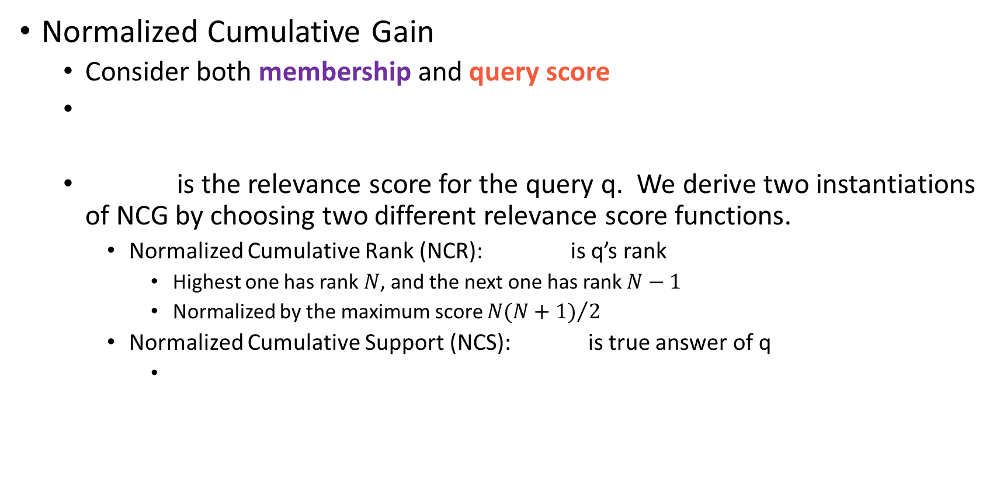 • Normalized Cumulative Gain
• Consider both membership and query score
•
• is the relevance score for the query q. We derive two instantiations
of NCG by choosing two different relevance score functions.
• Normalized Cumulative Rank (NCR): is q’s rank
• Highest one has rank N, and the next one has rank N − 1
• Normalized by the maximum score N(N + 1)/2
• Normalized Cumulative Support (NCS): is true answer of q
•